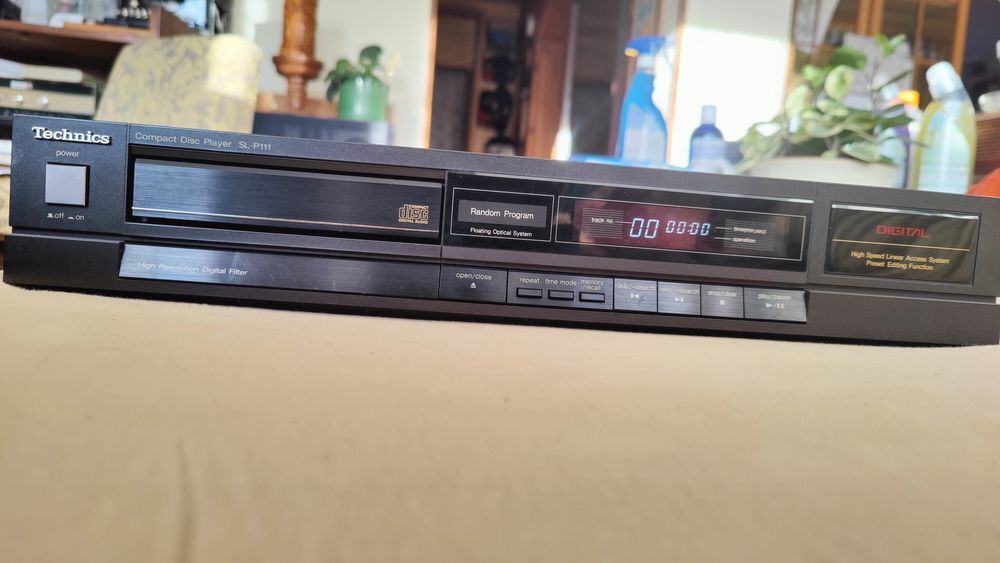 Technics
power
off on
Compact Disc Player SL-P111
COMPACT
disc
DIGITAL AUDIO
High Resolution Digital Filter
Random Program
Floating Optical System
track no.
00 00:00
time(min,sec)
operation
open/close
repeat
time mode
memory
/recall
-skip/-search
stop/clear
play/pause
DIGITAL
High Speed Linear Access System
Preset Editing Function